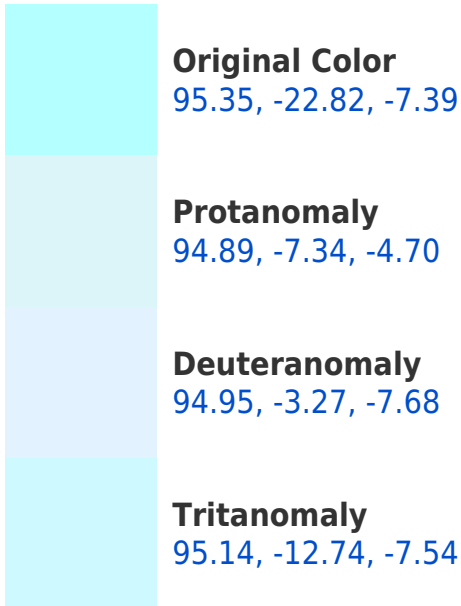 Original Color
95.35, -22.82, -7.39
Protanomaly
94.89, -7.34, -4.70
Deuteranomaly
94.95, -3.27, -7.68
Tritanomaly
95.14, -12.74, -7.54